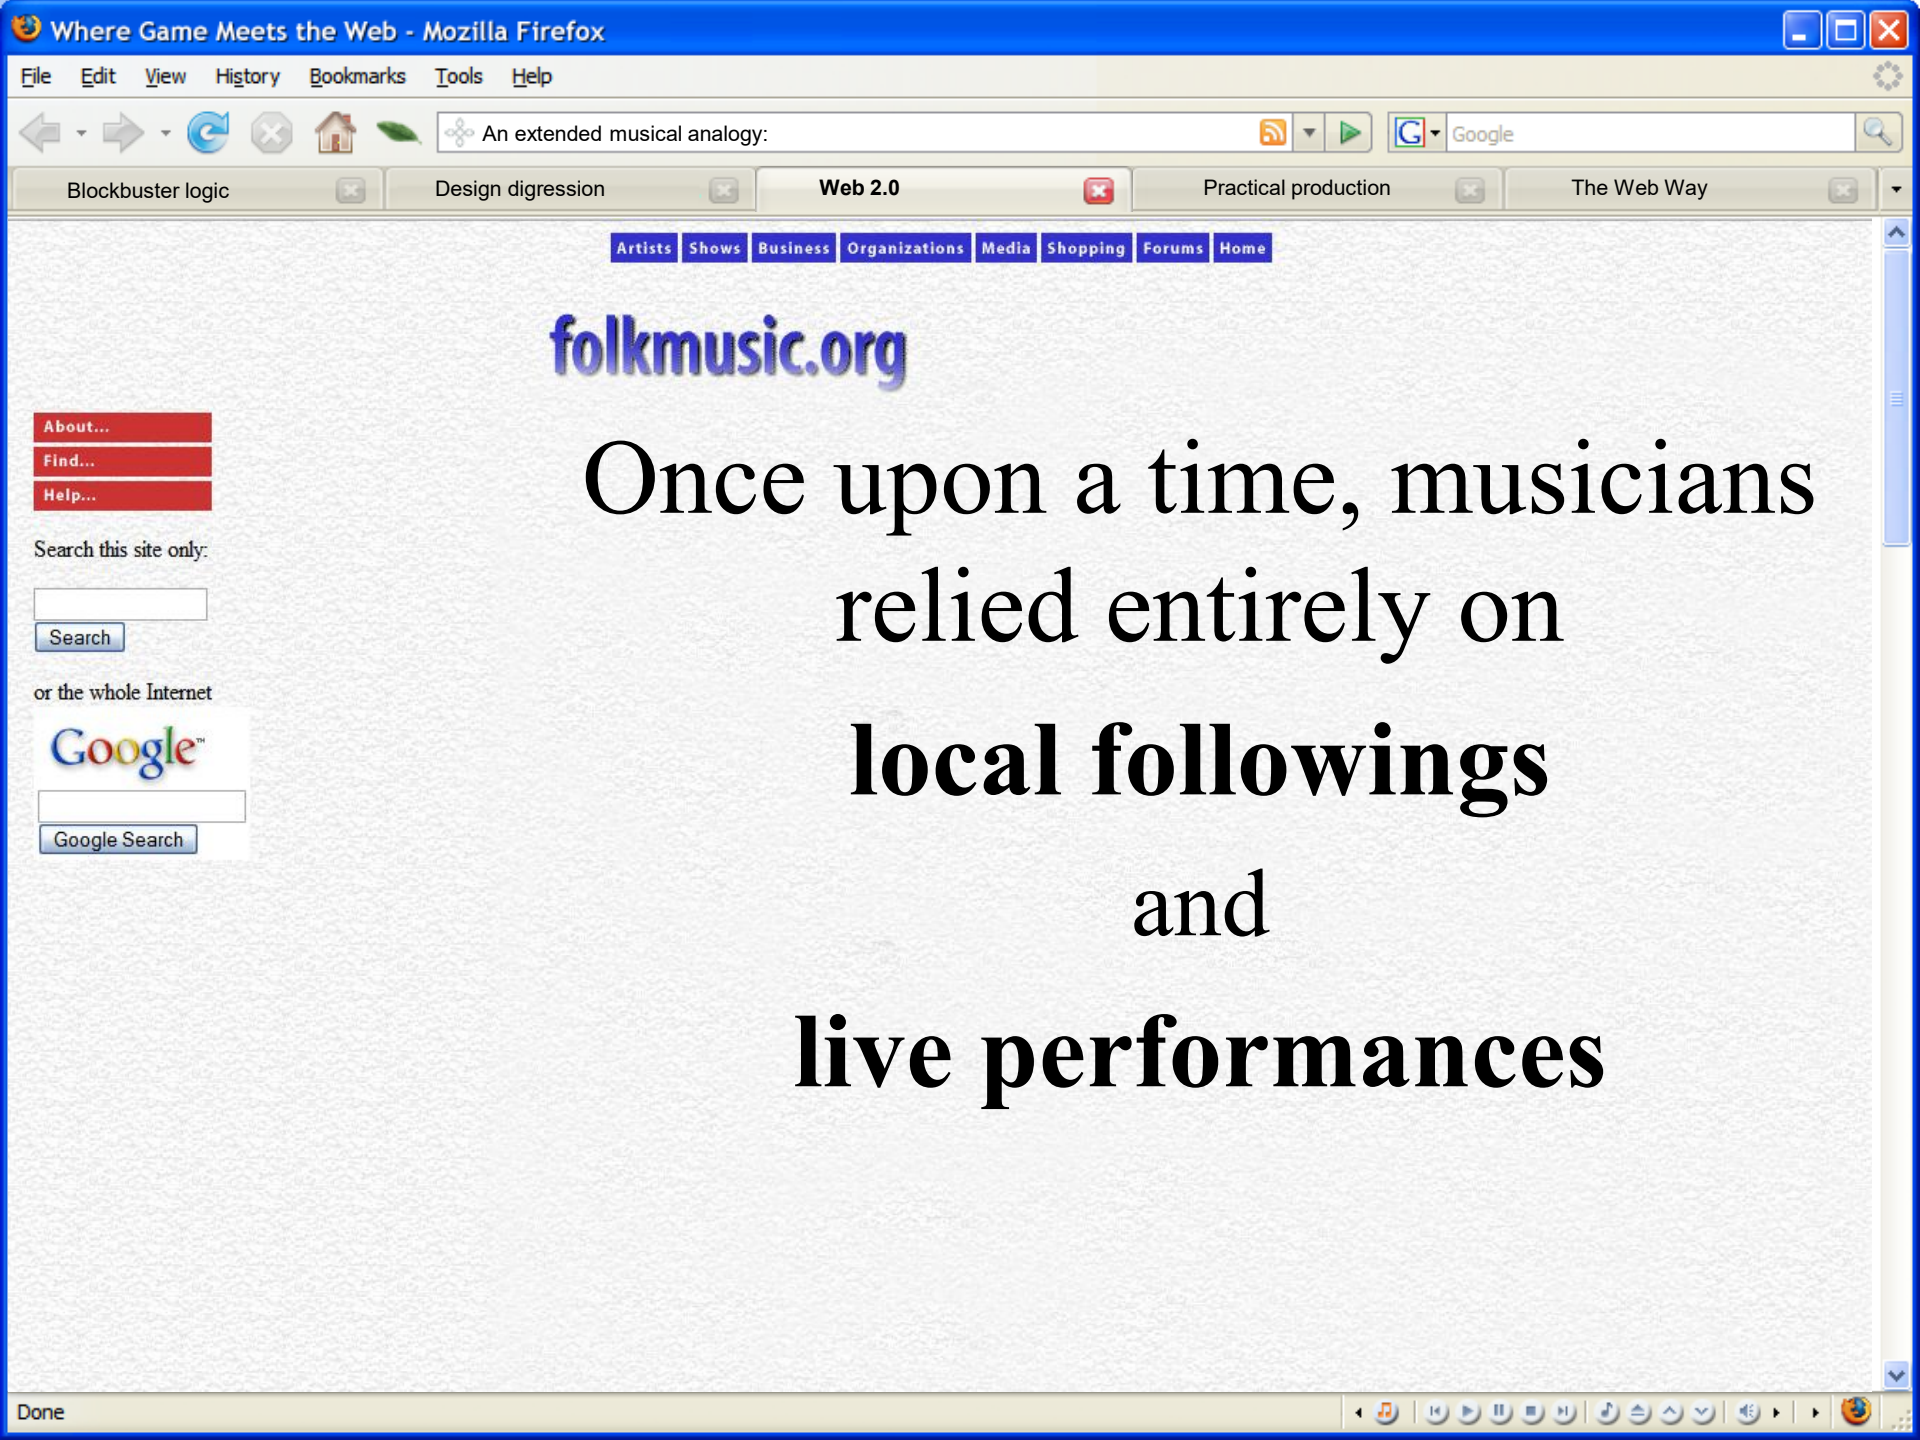 Where Game Meets the Web - Mozilla Firefox
File Edit View History Bookmarks Tools Help
An extended musical analogy:
G Google
Blockbuster logic Design digression Web 2.0 Practical production The Web Way
Artists Shows Business Organizations Media Shopping Forums Home
folkmusic.org
About...
Find...
Help...
Search this site only:
Search
or the whole Internet
Google™
Google Search
Once upon a time, musicians
relied entirely on
local followings
and
live performances
Done